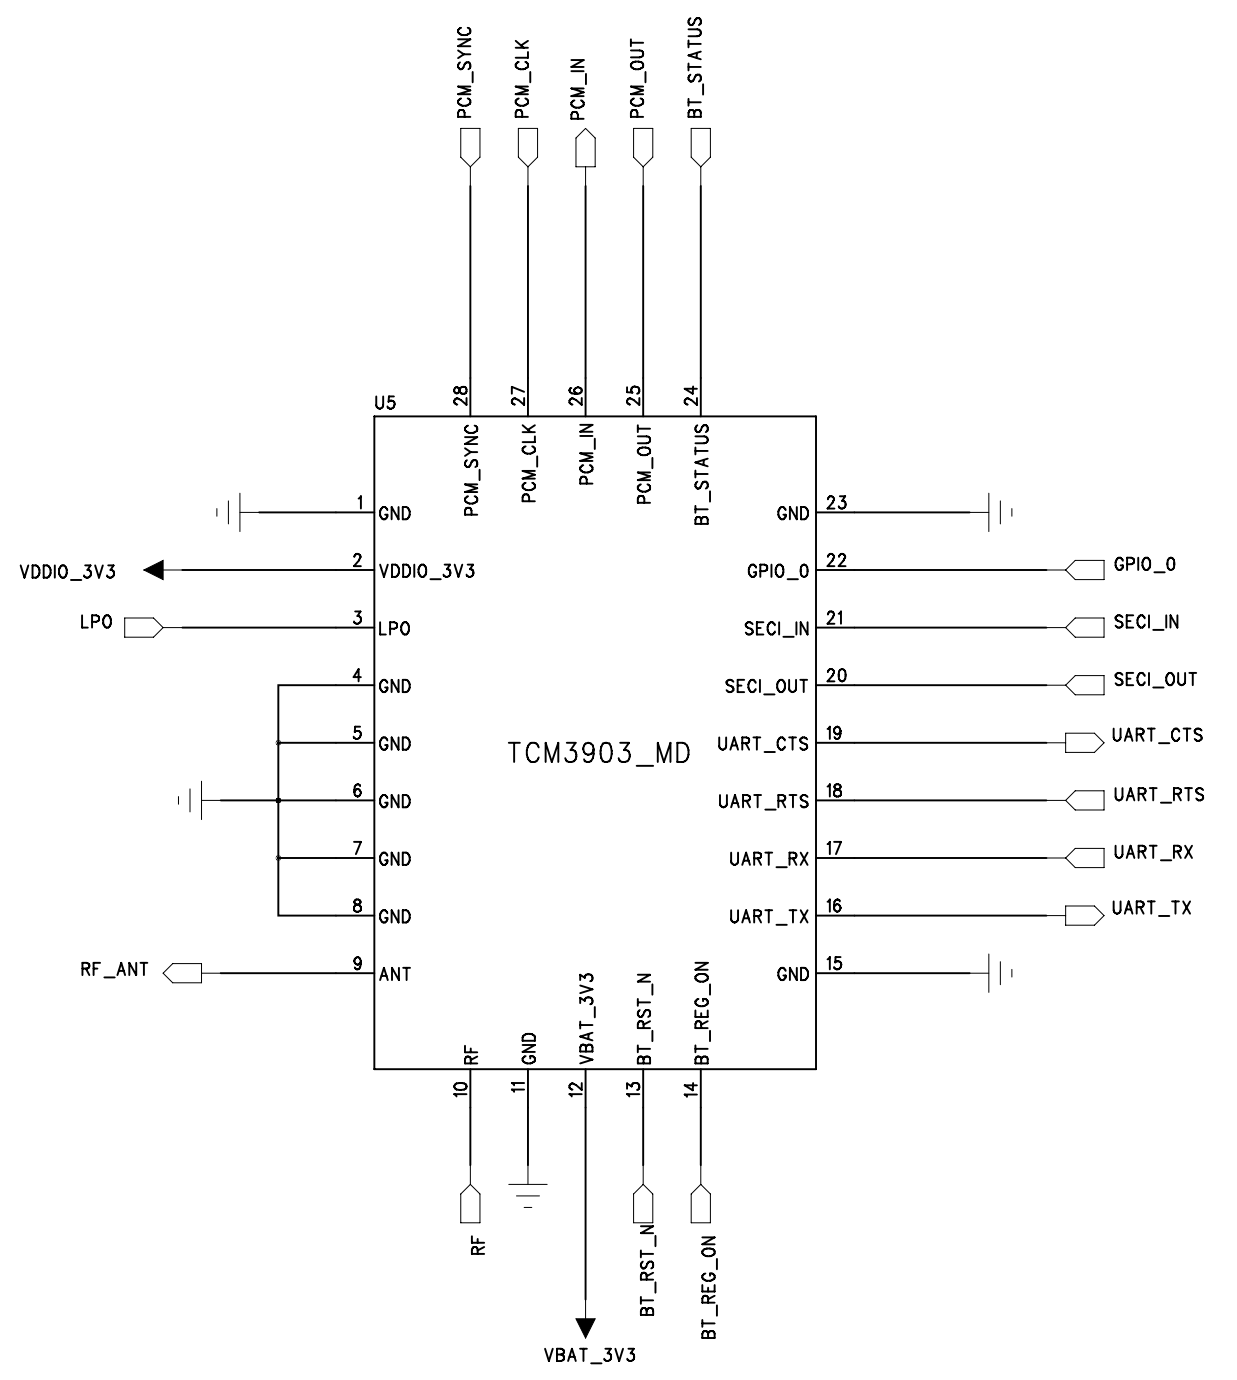 PCM_SYNC
PCM_CLK
PCM_IN
PCM_OUT
BT_STATUS
U5
28
27
26
25
24
PCM_SYNC
PCM_CLK
PCM_IN
PCM_OUT
BT_STATUS
1
GND
VDDIO_3V3
2
VDDIO_3V3
LPO
3
LPO
4
GND
5
GND
6
GND
7
GND
8
GND
RF_ANT
9
ANT
TCM3903_MD
GND
23
GPIO_0
22
GPIO_0
SECI_IN
21
SECI_IN
SECI_OUT
20
SECI_OUT
UART_CTS
19
UART_CTS
UART_RTS
18
UART_RTS
UART_RX
17
UART_RX
UART_TX
16
UART_TX
GND
15
RF
GND
VBAT_3V3
BT_RST_N
BT_REG_ON
10
11
12
13
14
RF
BT_RST_N
BT_REG_ON
VBAT_3V3